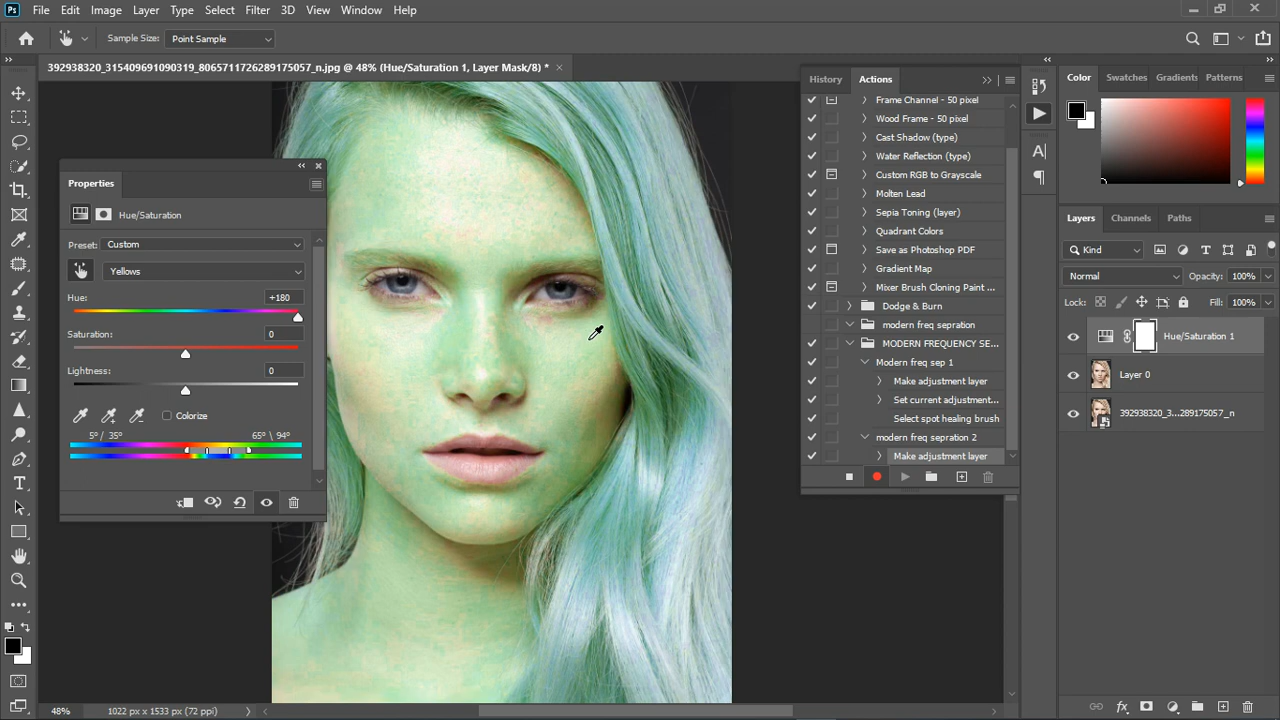 Ps File Edit Image Layer Type Select Filter 3D View Window Help
Sample Size: Point Sample
392938320_315409691090319_8065711726289175057_n.jpg @ 48% (Hue/Saturation 1, Layer Mask/8) * ×
Properties
Hue/Saturation
Preset: Custom
Yellows
Hue: +180
Saturation: 0
Lightness: 0
Colorize
5°/ 35° 65° \ 94°
History Actions
Frame Channel - 50 pixel
Wood Frame - 50 pixel
Cast Shadow (type)
Water Reflection (type)
Custom RGB to Grayscale
Molten Lead
Sepia Toning (layer)
Quadrant Colors
Save as Photoshop PDF
Gradient Map
Mixer Brush Cloning Paint ...
Dodge & Burn
modern freq sepration
MODERN FREQUENCY SE...
Modern freq sep 1
Make adjustment layer
Set current adjustment...
Select spot healing brush
modern freq sepration 2
Make adjustment layer
Color Swatches Gradients Patterns
Layers Channels Paths
Kind
Normal Opacity: 100%
Lock: Fill: 100%
Hue/Saturation 1
Layer 0
392938320_3...289175057_n
48% 1022 px x 1533 px (72 ppi)